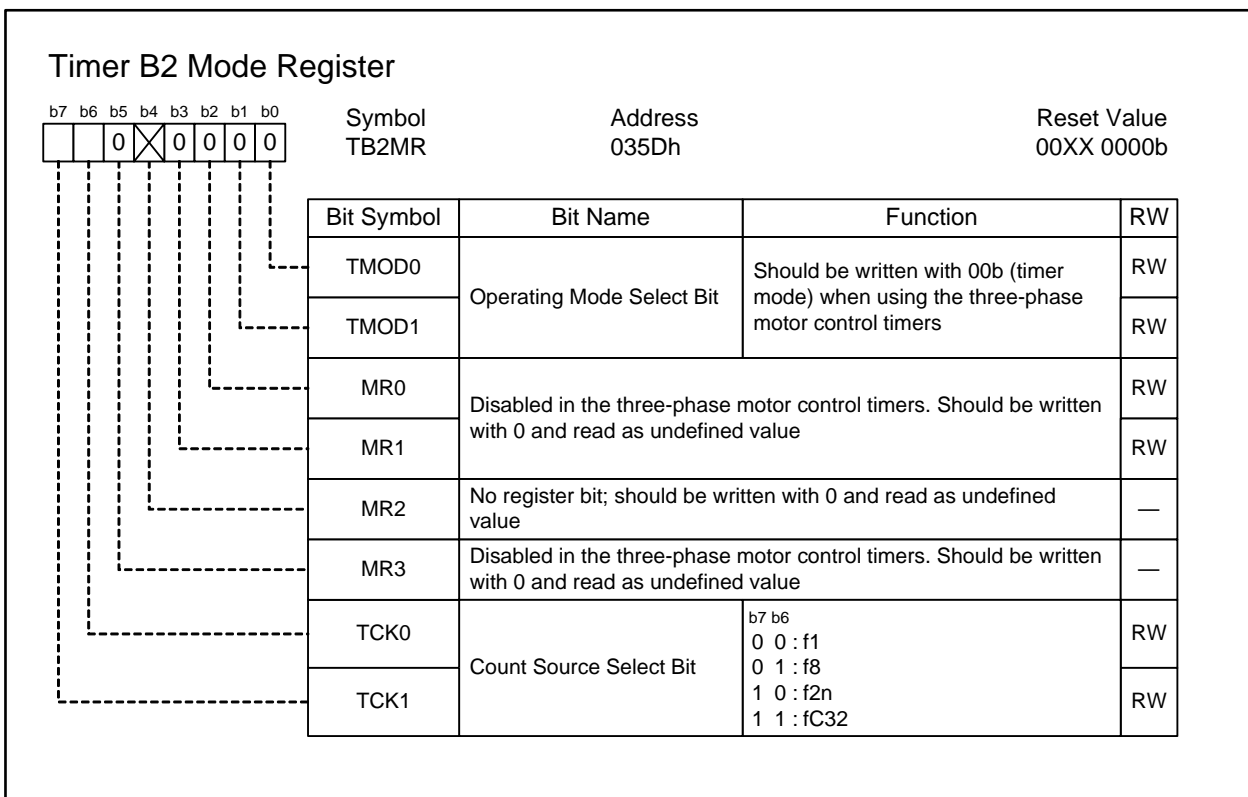 Timer B2 Mode Register
b7 b6 b5 b4 b3 b2 b1 b0
0 0 0 0 0
Symbol Address Reset Value
TB2MR 035Dh 00XX 0000b
Bit Symbol Bit Name Function RW
TMOD0 RW
Operating Mode Select Bit
Should be written with 00b (timer
mode) when using the three-phase
motor control timers
TMOD1 RW
MR0 RW
Disabled in the three-phase motor control timers. Should be written
with 0 and read as undefined value
MR1 RW
MR2 No register bit; should be written with 0 and read as undefined
value —
MR3 Disabled in the three-phase motor control timers. Should be written
with 0 and read as undefined value —
TCK0 RW
Count Source Select Bit
b7 b6
0 0 : f1
0 1 : f8
1 0 : f2n
1 1 : fC32
TCK1 RW